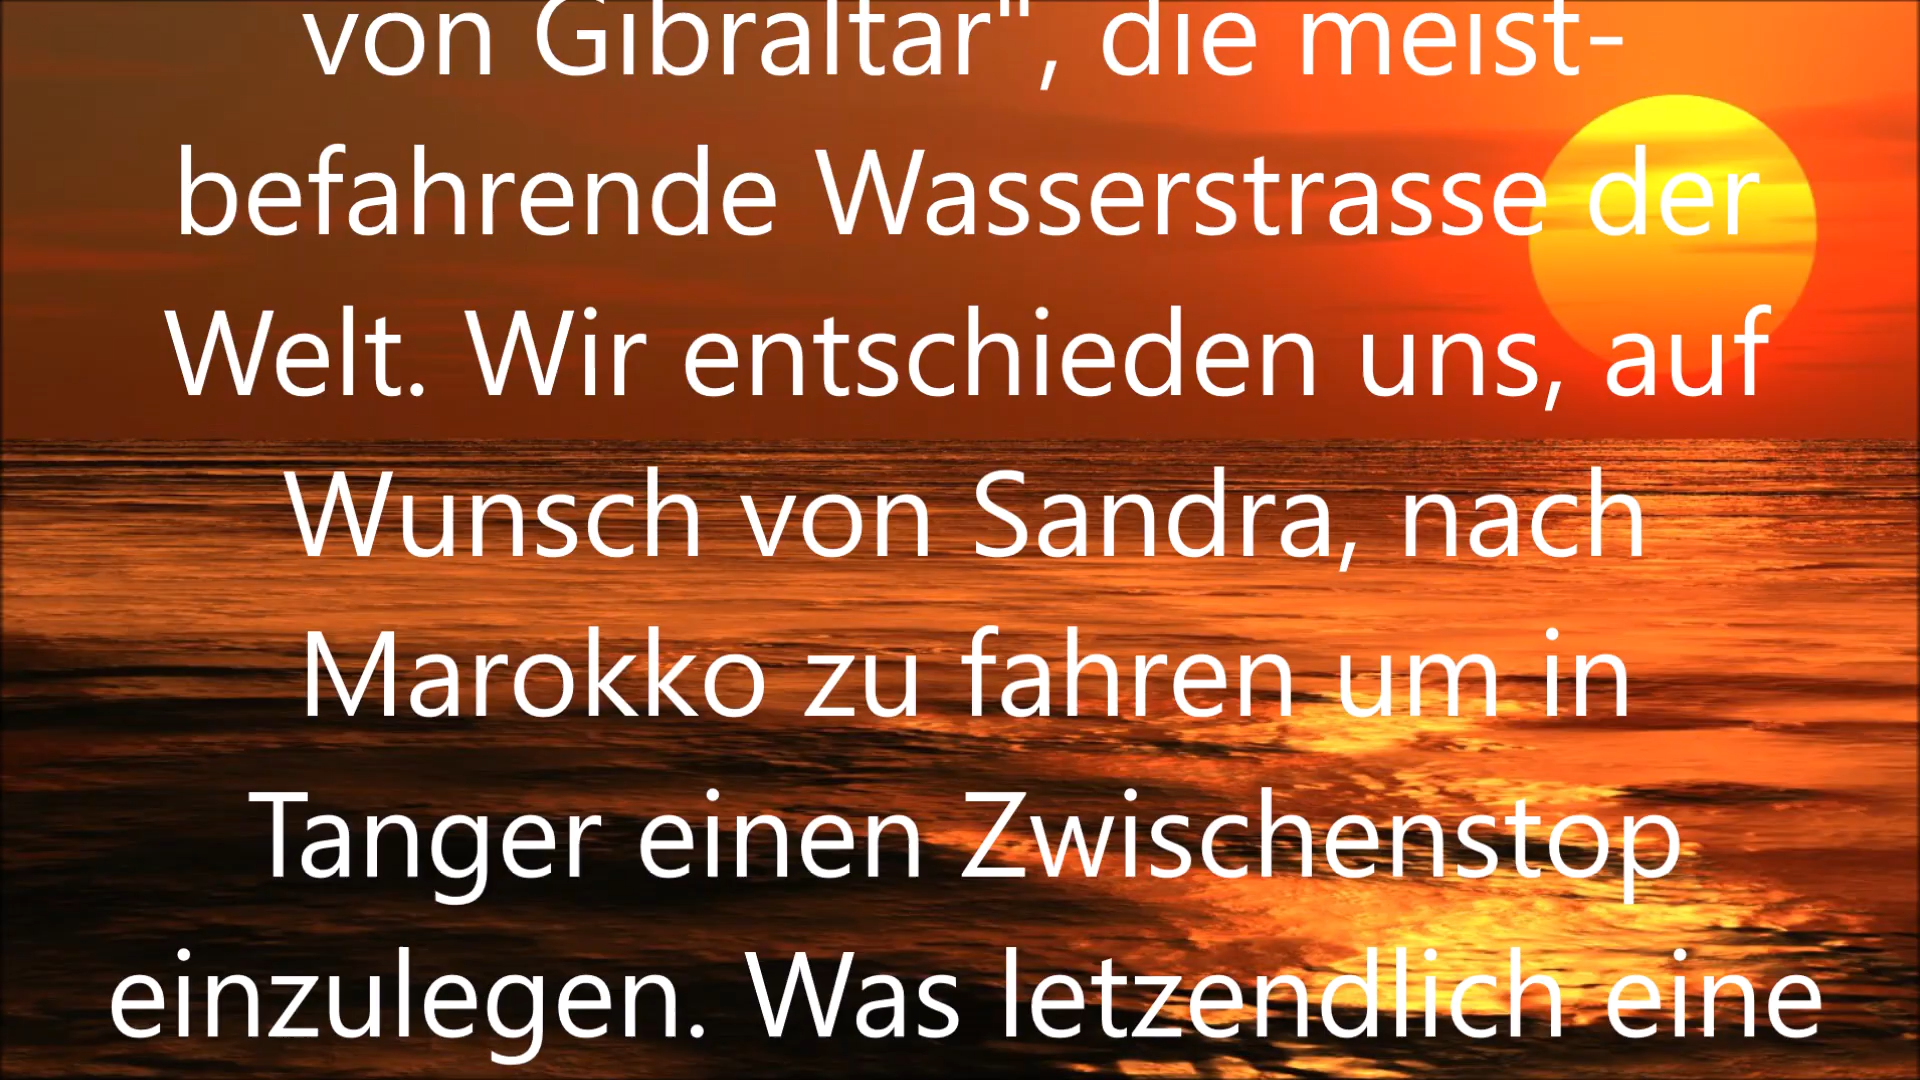 von Gibraltar", die meist-
befahrende Wasserstrasse der
Welt. Wir entschieden uns, auf
Wunsch von Sandra, nach
Marokko zu fahren um in
Tanger einen Zwischenstop
einzulegen. Was letzendlich eine